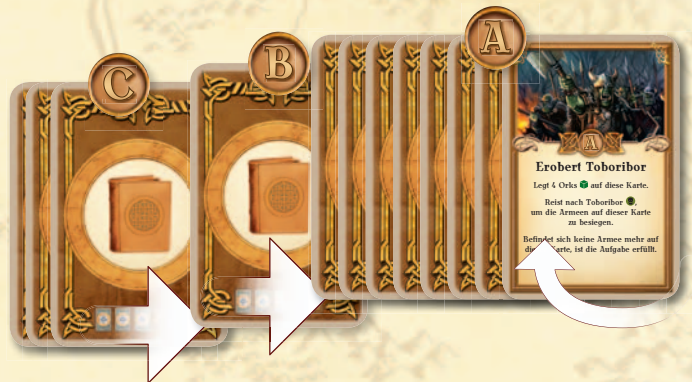 C
B
A
A
Erobert Toboribor
Legt 4 Orks auf diese Karte.
Reist nach Toboribor ,
um die Armeen auf dieser Karte
zu besiegen.
Befindet sich keine Armee mehr auf
Karte, ist die Aufgabe erfüllt.